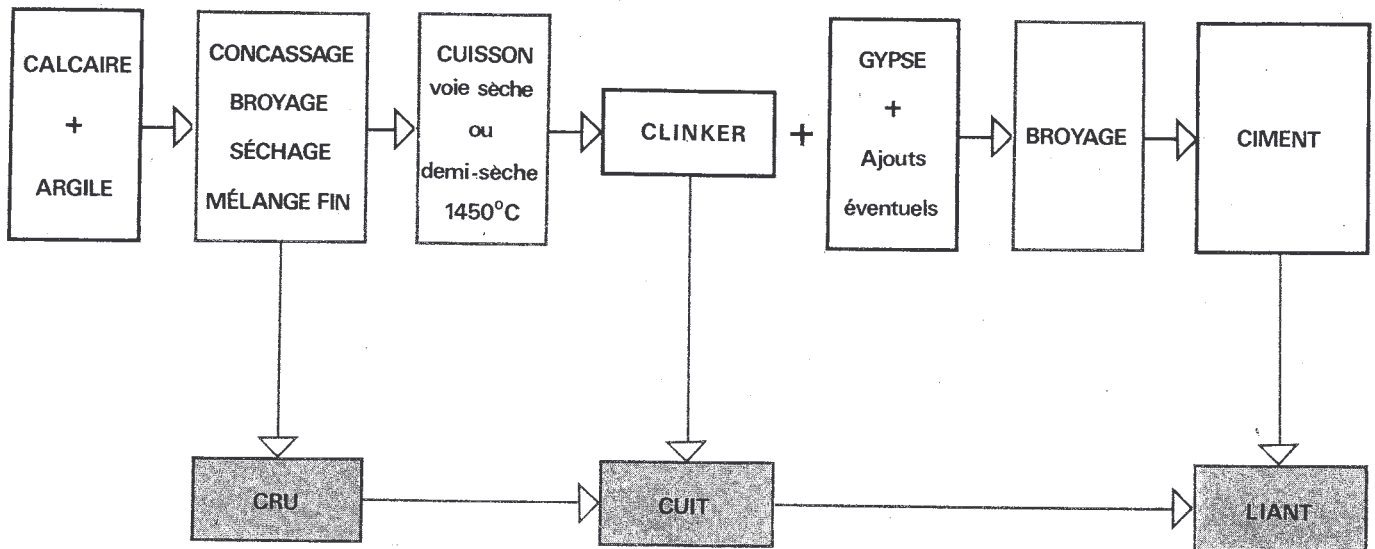 CALCAIRE
+
ARGILE
CONCASSAGE
BROYAGE
SÉCHAGE
MÉLANGE FIN
CUISSON
voie sèche
ou
demi-sèche
1450°C
CLINKER
+
GYPSE
+
Ajouts
éventuels
BROYAGE
CIMENT
CRU
CUIT
LIANT